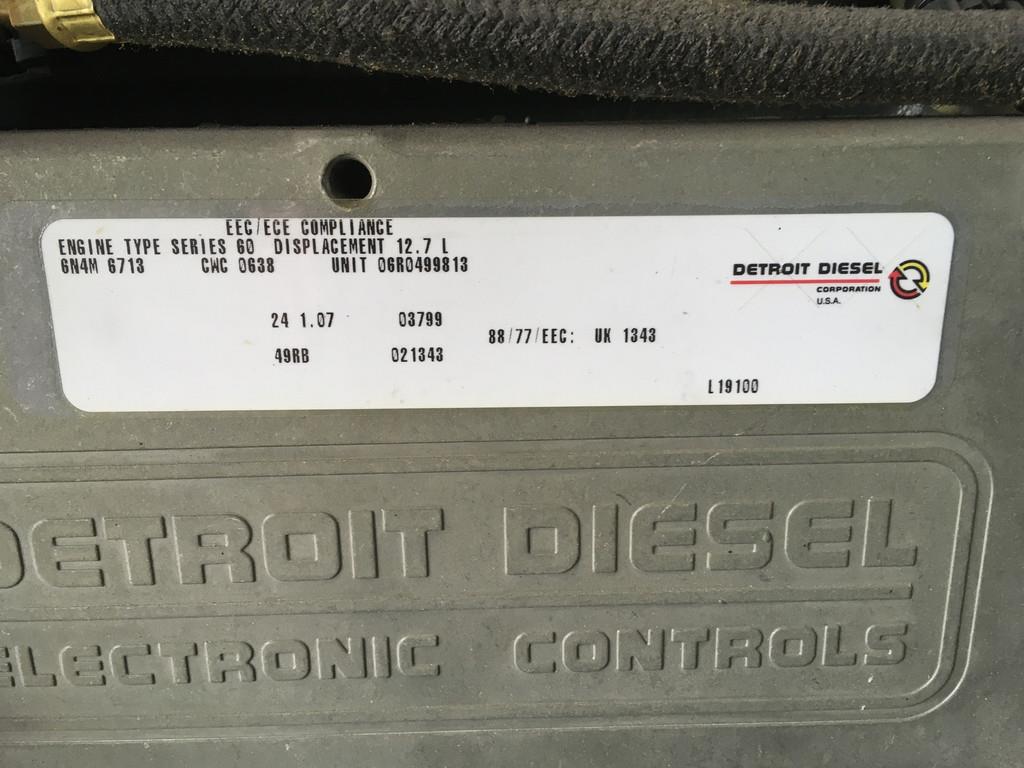 EEC/ECE COMPLIANCE
ENGINE TYPE SERIES 60 DISPLACEMENT 12.7 L
6N4M 6713 CWC 0638 UNIT 06R0499813
DETROIT DIESEL
CORPORATION
U.S.A.
24 1.07 03799
88/77/EEC: UK 1343
49RB 021343
L19100
DETROIT DIESEL
ELECTRONIC CONTROLS